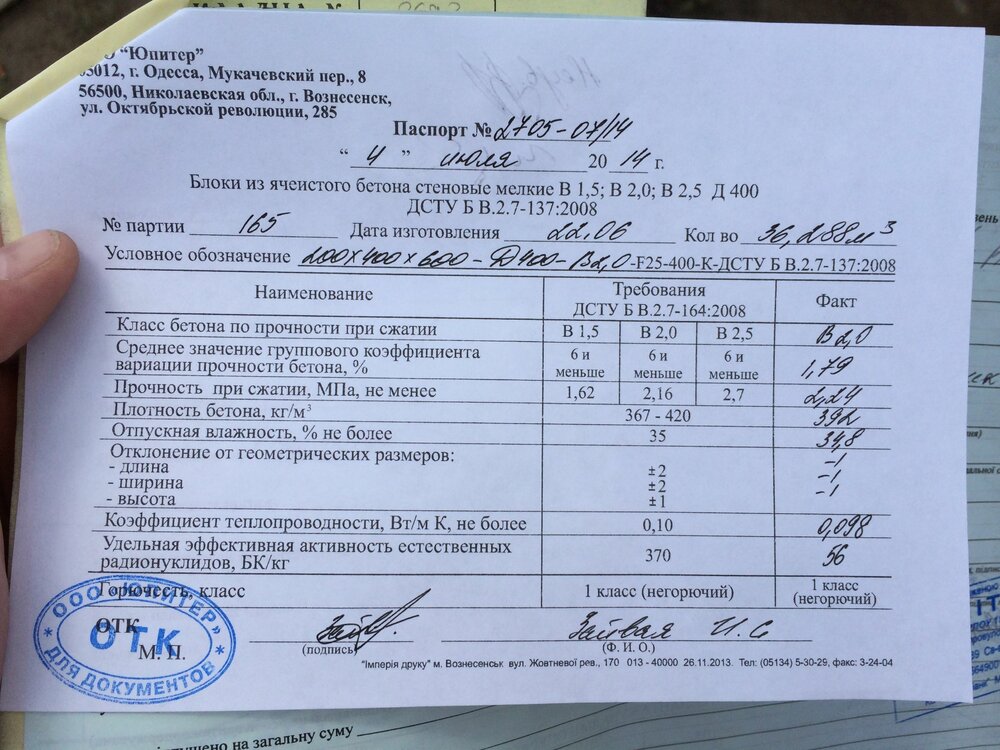 "Юпитер"
65012, г. Одесса, Мукачевский пер., 8
56500, Николаевская обл., г. Вознесенск,
ул. Октябрьской революции, 285
Паспорт № 2705-07/14
“ 4 ” июля 20 14 г.
Блоки из ячеистого бетона стеновые мелкие В 1,5; В 2,0; В 2,5 Д 400
ДСТУ Б В.2.7-137:2008
№ партии 165 Дата изготовления 22.06 Кол во 36,288м³
Условное обозначение 200х400х600-Д400-В2,0-F25-400-К-ДСТУ Б В.2.7-137:2008
Наименование Требования ДСТУ Б В.2.7-164:2008 Факт
Класс бетона по прочности при сжатии В 1,5 В 2,0 В 2,5 В2,0
Среднее значение группового коэффициента
вариации прочности бетона, % 6 и меньше 6 и меньше 6 и меньше 1,79
Прочность при сжатии, МПа, не менее 1,62 2,16 2,7 2,24
Плотность бетона, кг/м³ 367 - 420 392
Отпускная влажность, % не более 35 34,8
Отклонение от геометрических размеров:
- длина ±2 -1
- ширина ±2 -1
- высота ±1 -1
Коэффициент теплопроводности, Вт/м К, не более 0,10 0,098
Удельная эффективная активность естественных
радионуклидов, БК/кг 370 56
Горючесть, класс 1 класс (негорючий) 1 класс (негорючий)
ООО «ЮПИТЕР»
ОТК
ДЛЯ ДОКУМЕНТОВ
ОТК
М. П.
(подпись) Зайвая И. С
(Ф. И. О.)
"Імперія друку" м. Вознесенськ вул. Жовтневої рев., 170 013 - 40000 26.11.2013 Тел: (05134) 5-30-29, факс: 3-24-04
на загальну суму